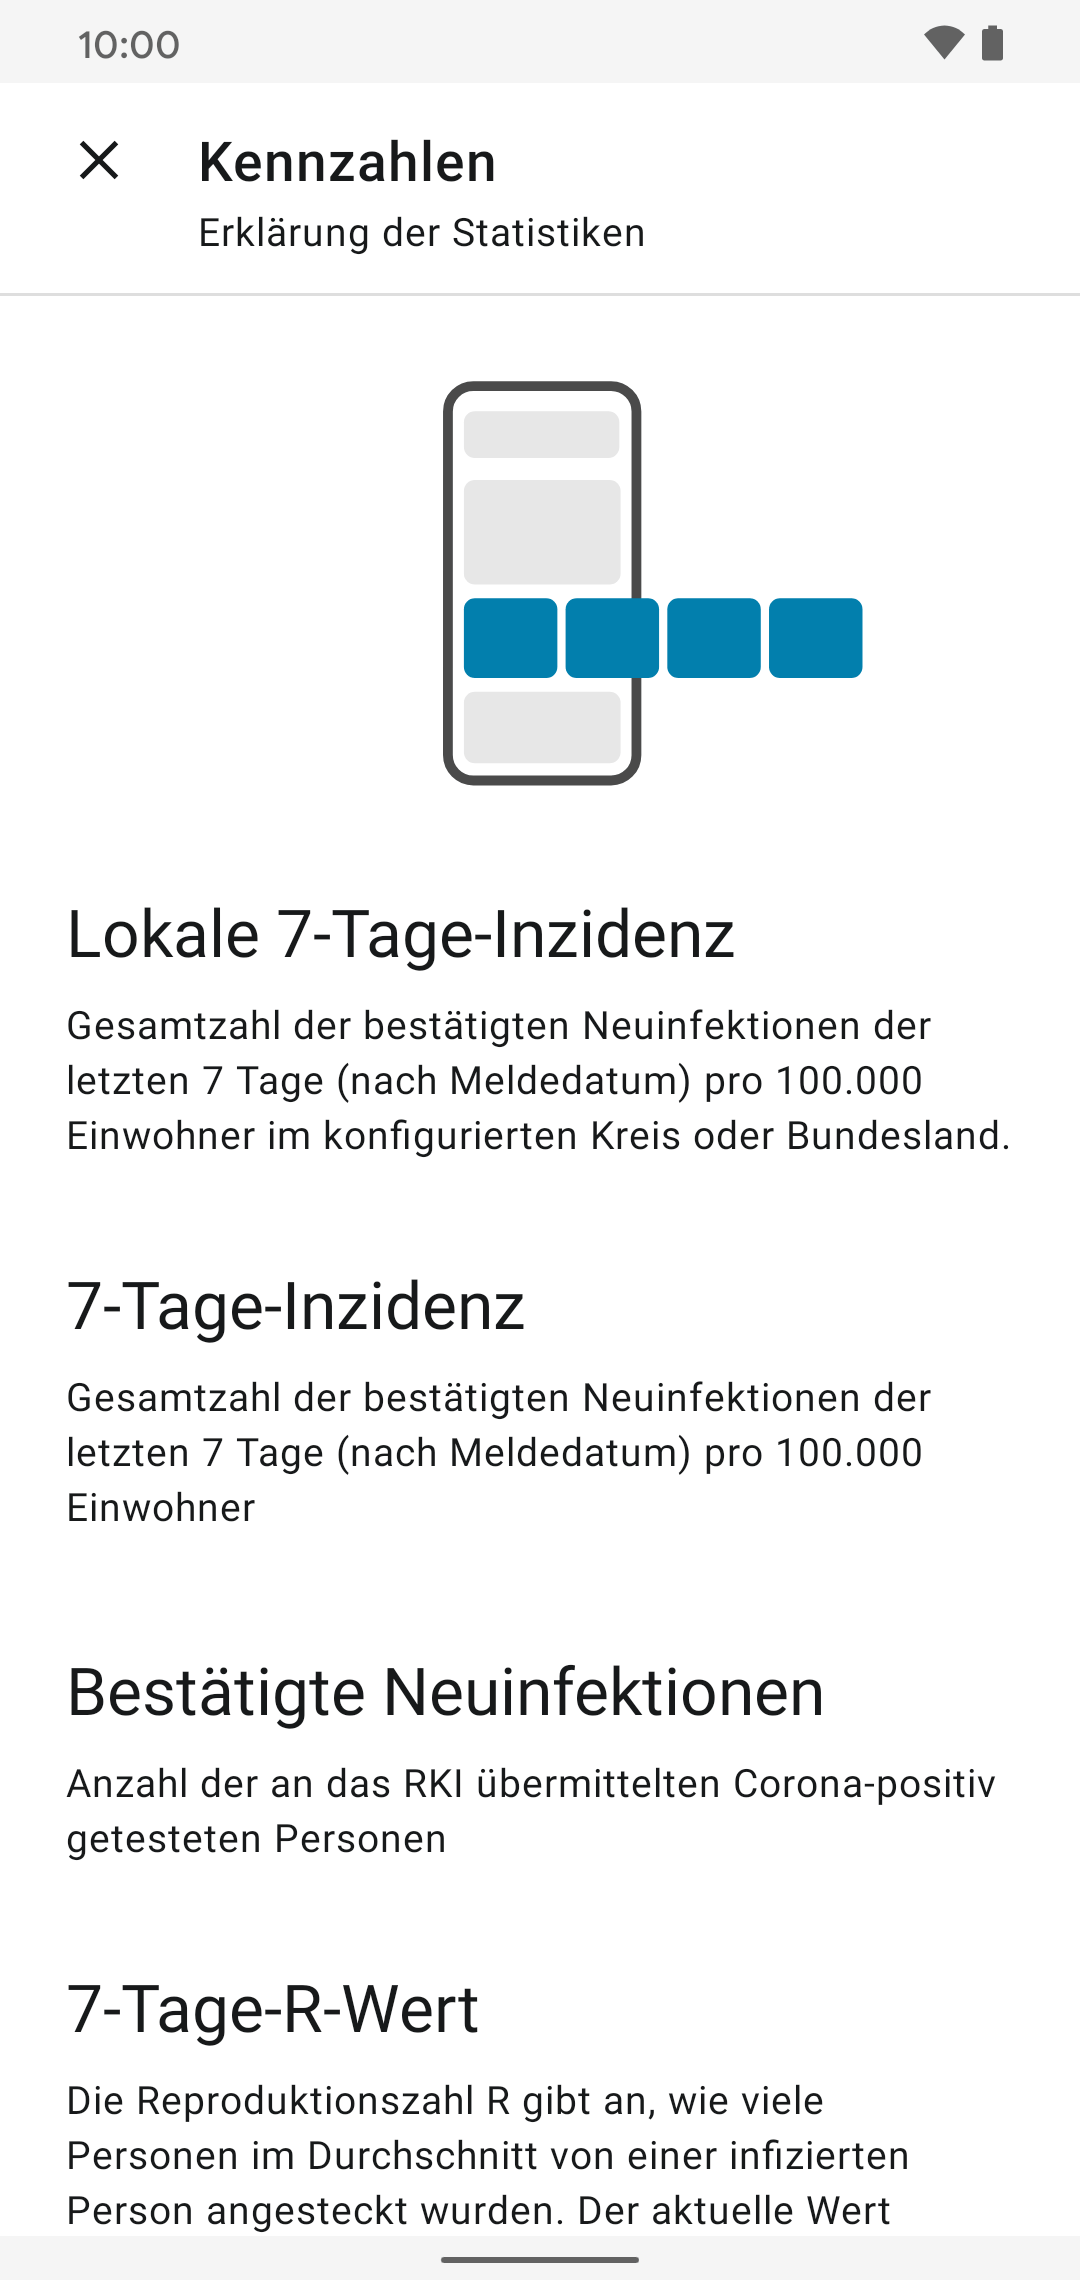 10:00
Kennzahlen
Erklärung der Statistiken
Lokale 7-Tage-Inzidenz
Gesamtzahl der bestätigten Neuinfektionen der
letzten 7 Tage (nach Meldedatum) pro 100.000
Einwohner im konfigurierten Kreis oder Bundesland.
7-Tage-Inzidenz
Gesamtzahl der bestätigten Neuinfektionen der
letzten 7 Tage (nach Meldedatum) pro 100.000
Einwohner
Bestätigte Neuinfektionen
Anzahl der an das RKI übermittelten Corona-positiv
getesteten Personen
7-Tage-R-Wert
Die Reproduktionszahl R gibt an, wie viele
Personen im Durchschnitt von einer infizierten
Person angesteckt wurden. Der aktuelle Wert